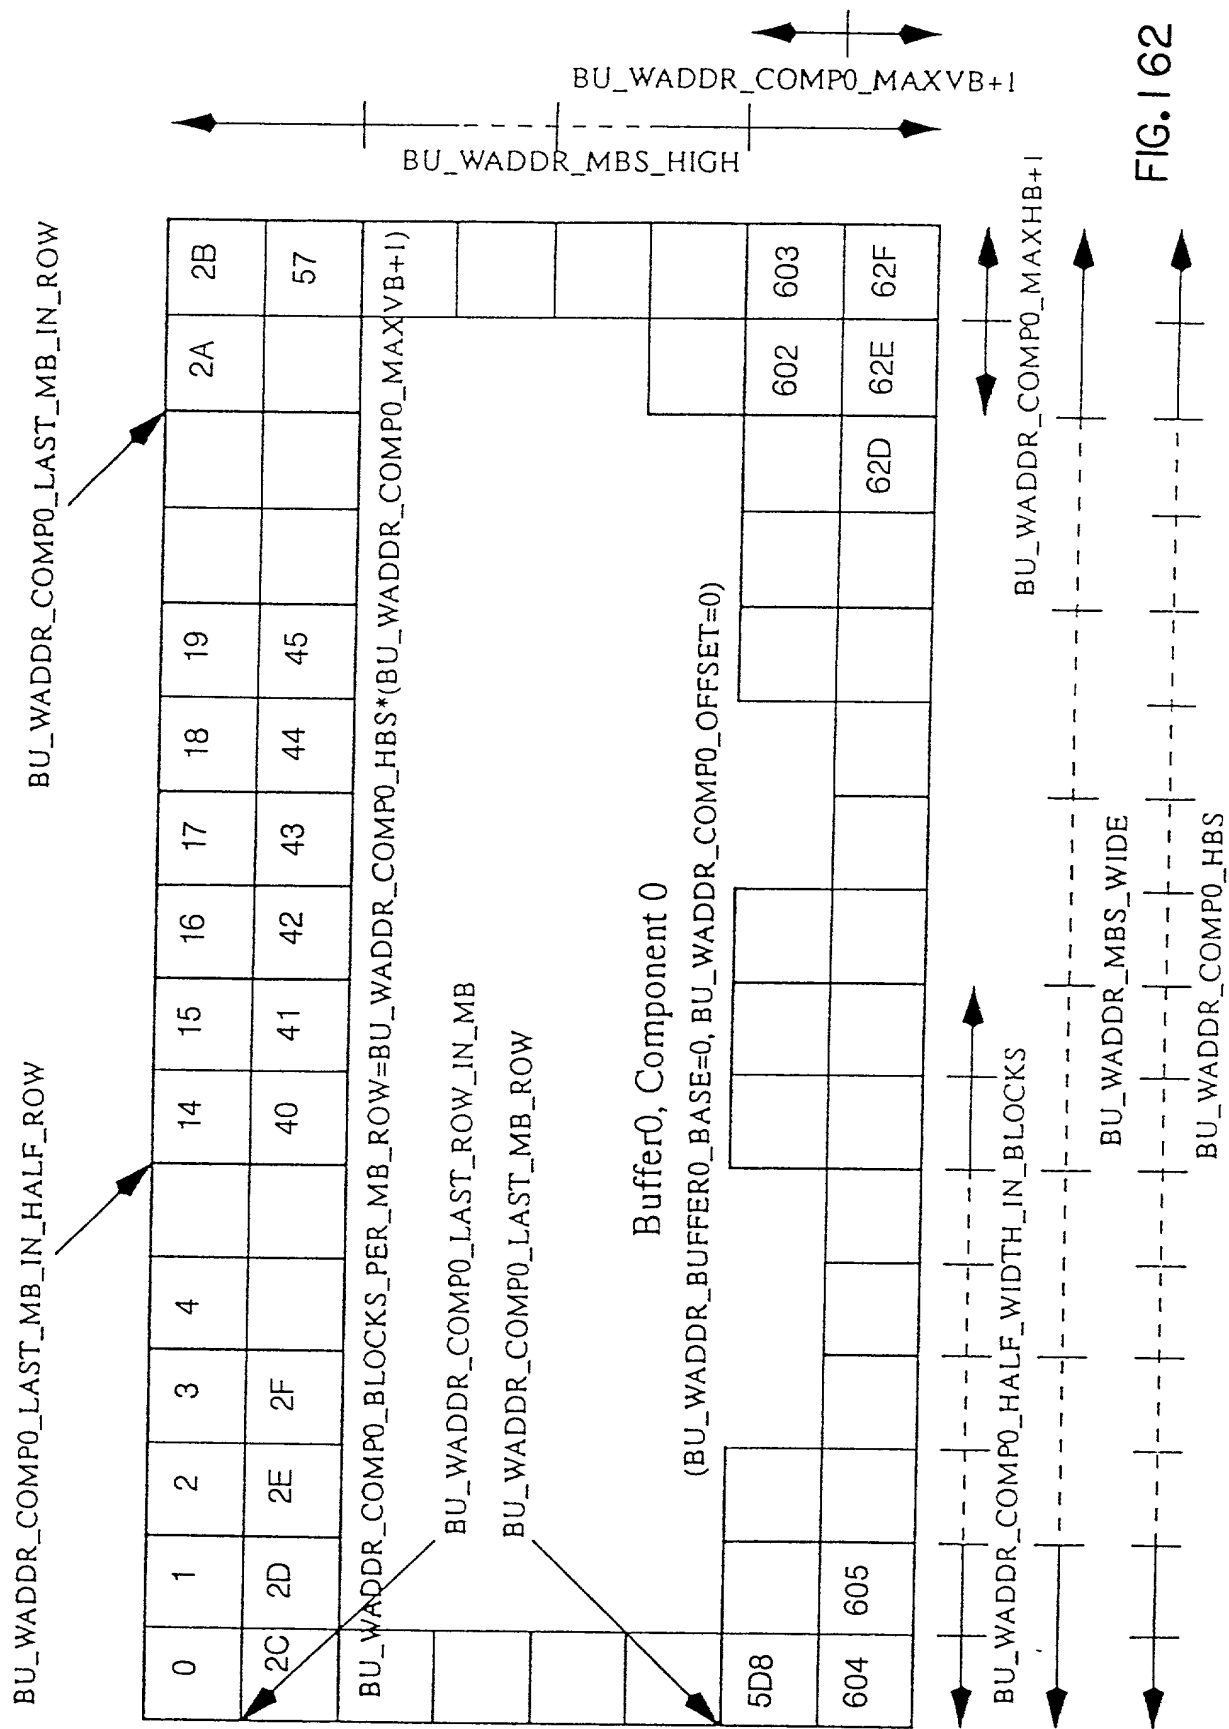 BU_WADDR_COMP0_LAST_MB_IN_HALF_ROW
BU_WADDR_COMP0_LAST_MB_IN_ROW
0 1 2 3 4 14 15 16 17 18 19 2A 2B
2C 2D 2E 2F 40 41 42 43 44 45 57
BU_WADDR_COMP0_BLOCKS_PER_MB_ROW=BU_WADDR_COMP0_HBS*(BU_WADDR_COMP0_MAXVB+1)
BU_WADDR_MBS_HIGH
BU_WADDR_COMP0_LAST_ROW_IN_MB
BU_WADDR_COMP0_LAST_MB_ROW
BU_WADDR_COMP0_MAXVB+1
Buffer0, Component 0
(BU_WADDR_BUFFER0_BASE=0, BU_WADDR_COMP0_OFFSET=0)
5D8 602 603
604 605 62D 62E 62F
BU_WADDR_COMP0_HALF_WIDTH_IN_BLOCKS
BU_WADDR_COMP0_MAXHB+1
BU_WADDR_MBS_WIDE
BU_WADDR_COMP0_HBS
FIG.162